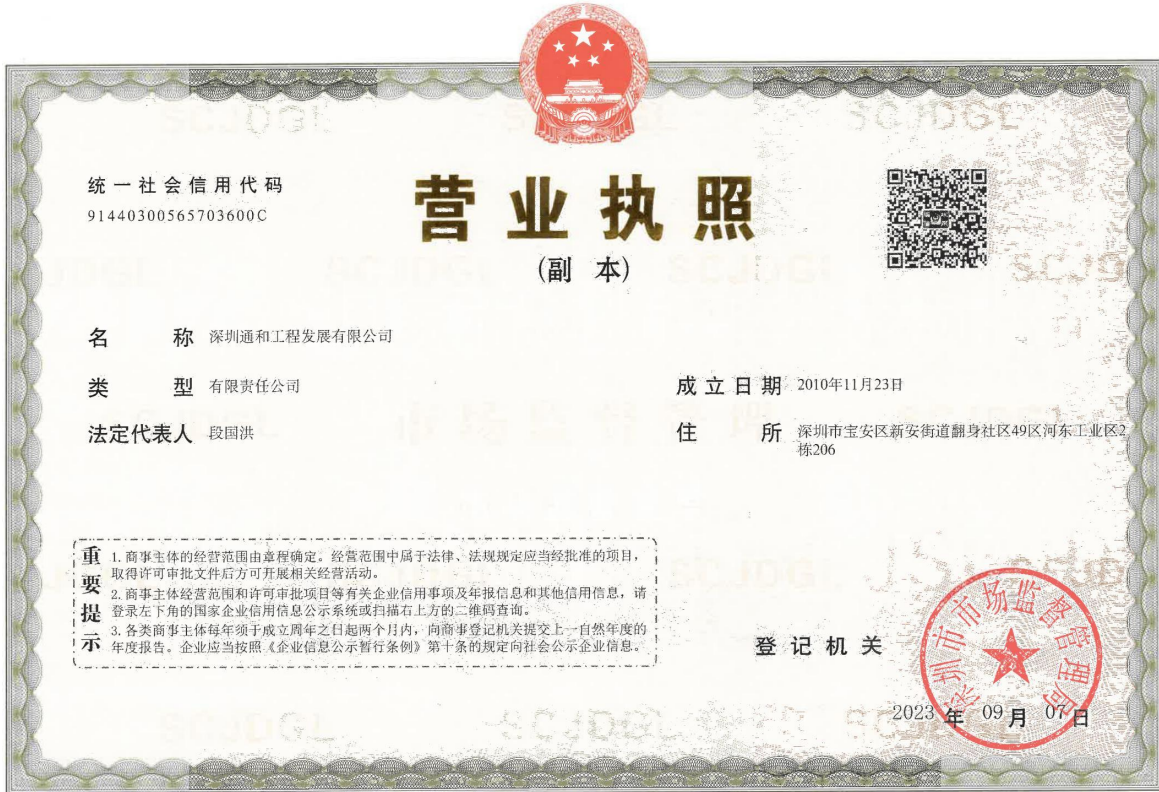 统一社会信用代码
91440300565703600C
营业执照
(副 本)
名 称 深圳通和工程发展有限公司
类 型 有限责任公司
成立日期 2010年11月23日
法定代表人 段国洪
住 所 深圳市宝安区新安街道翻身社区49区河东工业区2
栋206
重要提示
1. 商事主体的经营范围由章程确定。经营范围中属于法律、法规规定应当经批准的项目，
取得许可审批文件后方可开展相关经营活动。
2. 商事主体经营范围和许可审批项目等有关企业信用事项及年报信息和其他信用信息，请
登录左下角的国家企业信用信息公示系统或扫描右上方的二维码查询。
3. 各类商事主体每年须于成立周年之日起两个月内，向商事登记机关提交上一自然年度的
年度报告。企业应当按照《企业信息公示暂行条例》第十条的规定向社会公示企业信息。
登记机关
深圳市市场监督管理局
2023 年 09 月 07 日
SCJDGL